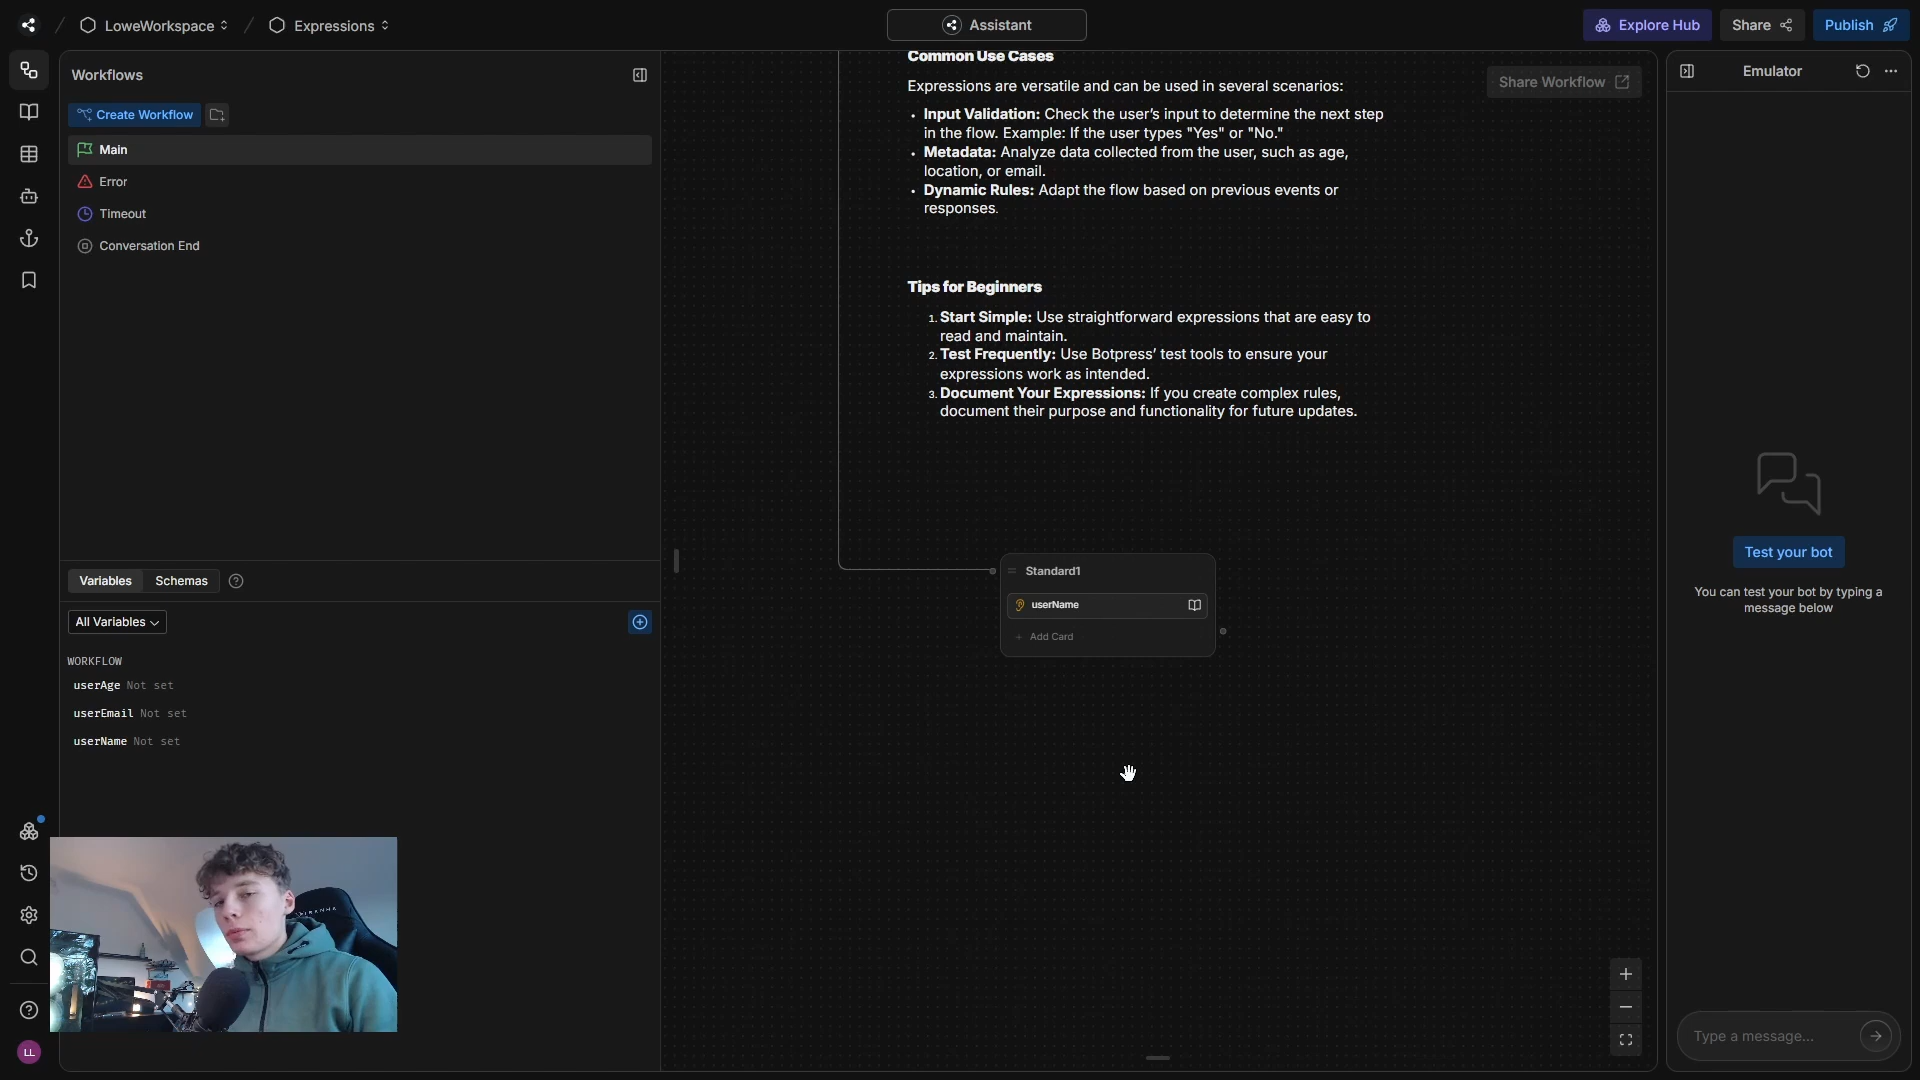 LoweWorkspace
Expressions
Assistant
Explore Hub
Share
Publish
Workflows
Create Workflow
Main
Error
Timeout
Conversation End
Variables
Schemas
All Variables
WORKFLOW
userAge Not set
userEmail Not set
userName Not set
LL
Common Use Cases
Expressions are versatile and can be used in several scenarios:
• Input Validation: Check the user's input to determine the next step
in the flow. Example: If the user types "Yes" or "No."
• Metadata: Analyze data collected from the user, such as age,
location, or email.
• Dynamic Rules: Adapt the flow based on previous events or
responses.
Tips for Beginners
1. Start Simple: Use straightforward expressions that are easy to
read and maintain.
2. Test Frequently: Use Botpress’ test tools to ensure your
expressions work as intended.
3. Document Your Expressions: If you create complex rules,
document their purpose and functionality for future updates.
Standard1
userName
+ Add Card
Share Workflow
Emulator
Test your bot
You can test your bot by typing a
message below
Type a message...